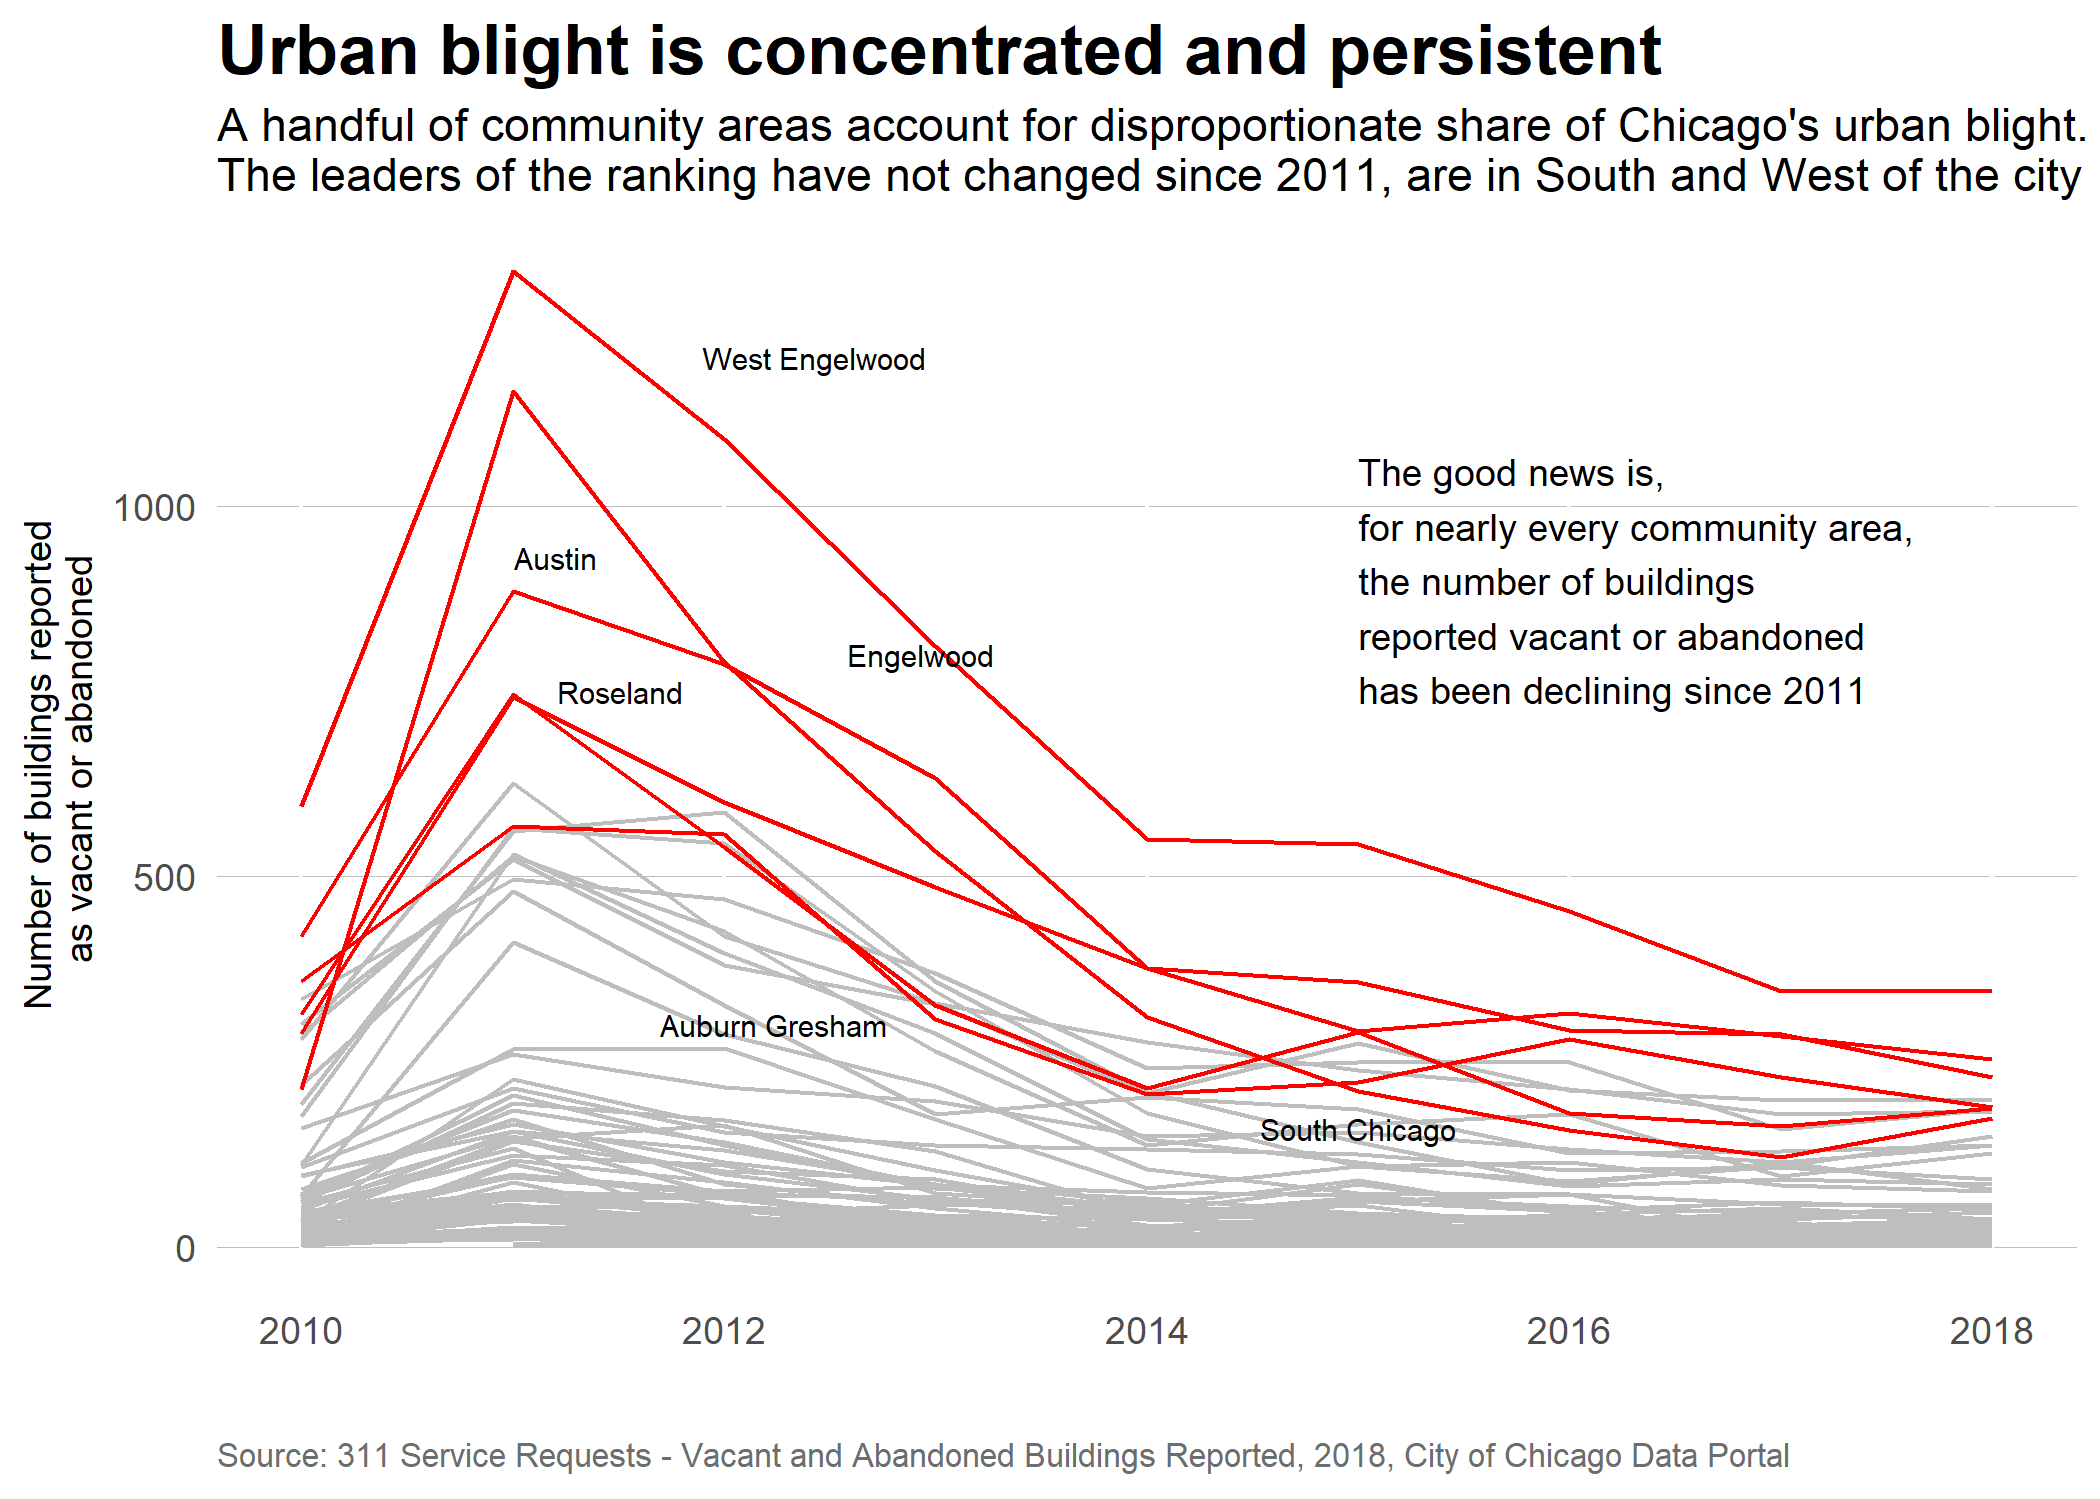 Urban blight is concentrated and persistent
A handful of community areas account for disproportionate share of Chicago's urban blight.
The leaders of the ranking have not changed since 2011, are in South and West of the city
Number of buildings reported
as vacant or abandoned
1000
500
0
West Engelwood
Austin
Engelwood
Roseland
Auburn Gresham
South Chicago
The good news is,
for nearly every community area,
the number of buildings
reported vacant or abandoned
has been declining since 2011
2010
2012
2014
2016
2018
Source: 311 Service Requests - Vacant and Abandoned Buildings Reported, 2018, City of Chicago Data Portal